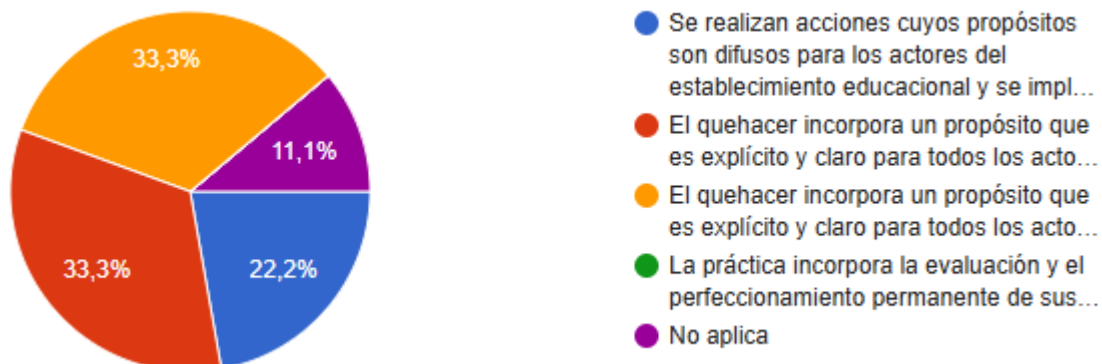 33,3%
11,1%
33,3%
22,2%
Se realizan acciones cuyos propósitos
son difusos para los actores del
establecimiento educacional y se impl...
El quehacer incorpora un propósito que
es explícito y claro para todos los acto...
El quehacer incorpora un propósito que
es explícito y claro para todos los acto...
La práctica incorpora la evaluación y el
perfeccionamiento permanente de sus...
No aplica